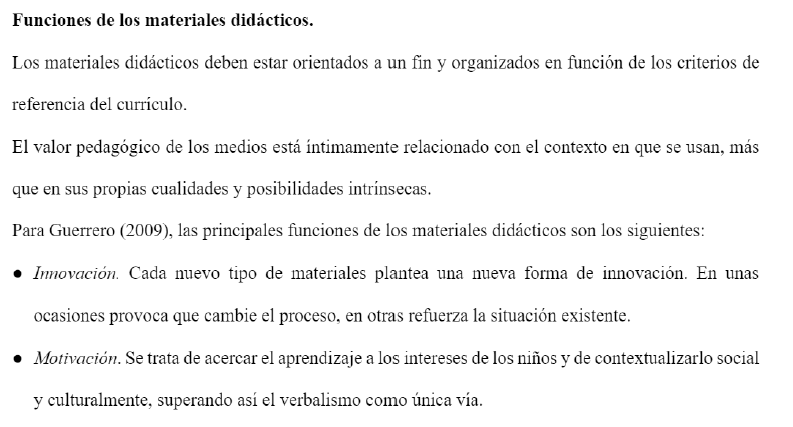 Funciones de los materiales didácticos.
Los materiales didácticos deben estar orientados a un fin y organizados en función de los criterios de
referencia del currículo.
El valor pedagógico de los medios está íntimamente relacionado con el contexto en que se usan, más
que en sus propias cualidades y posibilidades intrínsecas.
Para Guerrero (2009), las principales funciones de los materiales didácticos son los siguientes:
● Innovación. Cada nuevo tipo de materiales plantea una nueva forma de innovación. En unas
ocasiones provoca que cambie el proceso, en otras refuerza la situación existente.
● Motivación. Se trata de acercar el aprendizaje a los intereses de los niños y de contextualizarlo social
y culturalmente, superando así el verbalismo como única vía.